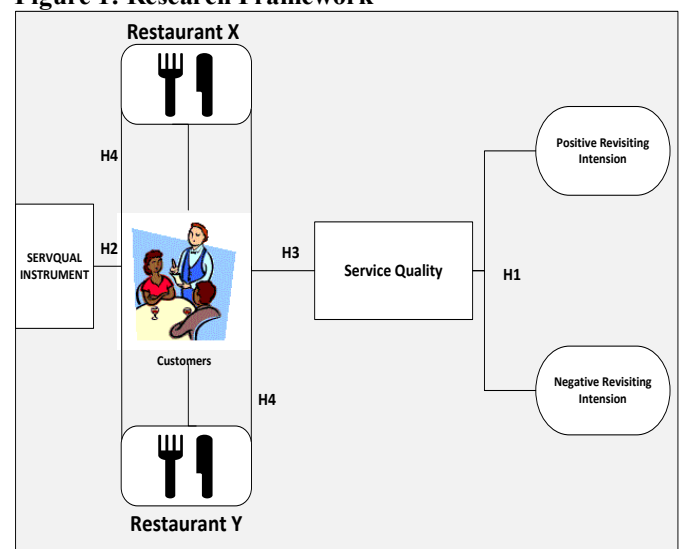 Figure 1: Research Framework
Restaurant X
H4
SERVQUAL
INSTRUMENT
H2
Customers
H3
Service Quality
H1
Positive Revisiting
Intension
Negative Revisiting
Intension
H4
Restaurant Y